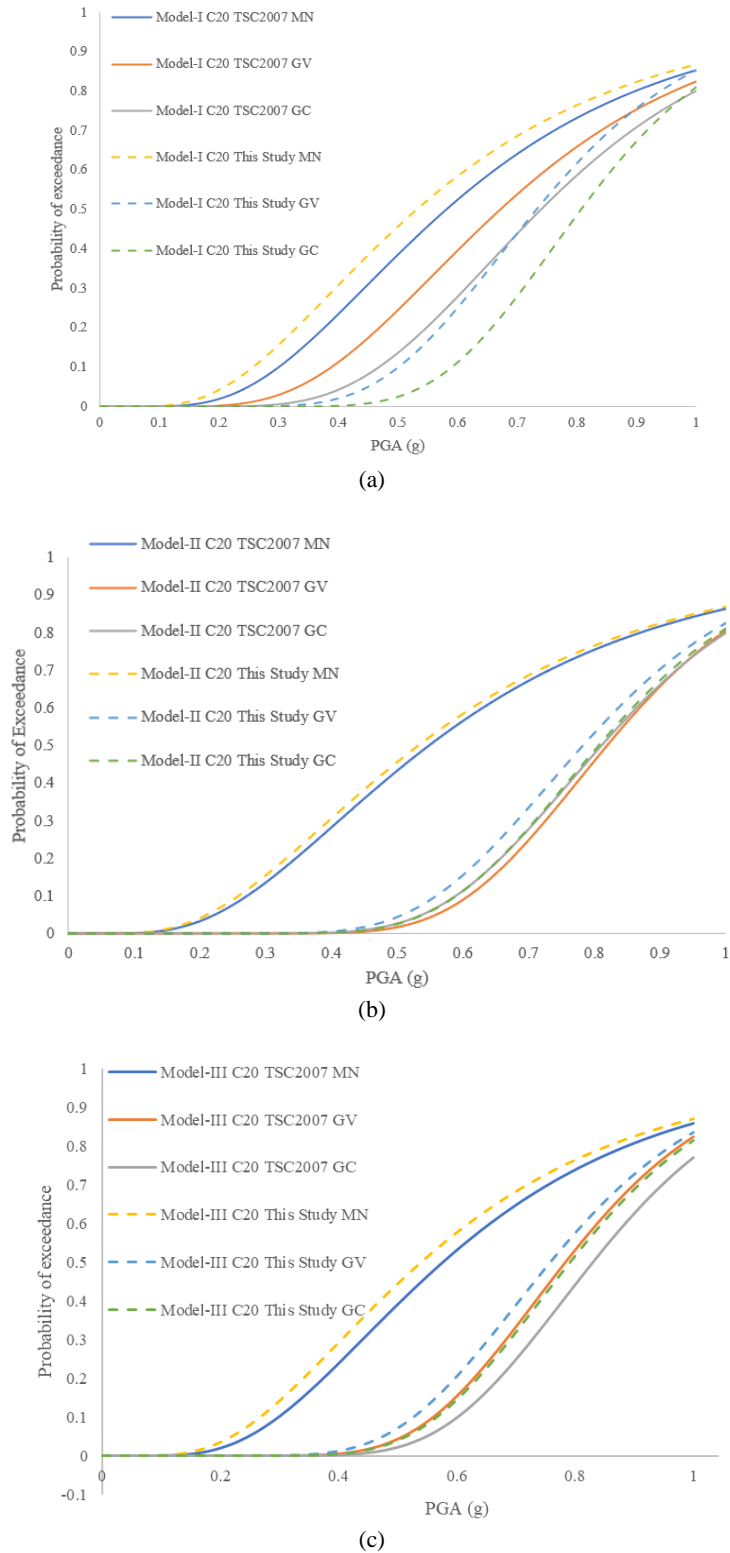 Model-I C20 TSC2007 MN
Model-I C20 TSC2007 GV
Model-I C20 TSC2007 GC
Model-I C20 This Study MN
Model-I C20 This Study GV
Model-I C20 This Study GC
Probability of exceedance
1
0.9
0.8
0.7
0.6
0.5
0.4
0.3
0.2
0.1
0
0 0.1 0.2 0.3 0.4 0.5 0.6 0.7 0.8 0.9 1
PGA (g)
(a)
Model-II C20 TSC2007 MN
Model-II C20 TSC2007 GV
Model-II C20 TSC2007 GC
Model-II C20 This Study MN
Model-II C20 This Study GV
Model-II C20 This Study GC
Probability of Exceedance
1
0.9
0.8
0.7
0.6
0.5
0.4
0.3
0.2
0.1
0
0 0.1 0.2 0.3 0.4 0.5 0.6 0.7 0.8 0.9 1
PGA (g)
(b)
Model-III C20 TSC2007 MN
Model-III C20 TSC2007 GV
Model-III C20 TSC2007 GC
Model-III C20 This Study MN
Model-III C20 This Study GV
Model-III C20 This Study GC
Probability of exceedance
1
0.9
0.8
0.7
0.6
0.5
0.4
0.3
0.2
0.1
0
-0.1
0 0.2 0.4 0.6 0.8 1
PGA (g)
(c)